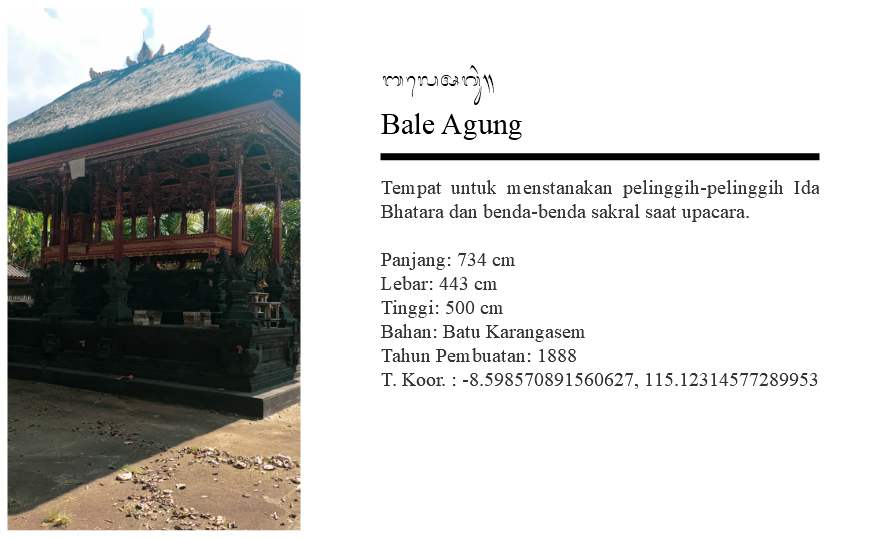 ᬩᬮᬾᬅᬕᬸᬂ᭟
Bale Agung
Tempat untuk menstanakan pelinggih-pelinggih Ida
Bhatara dan benda-benda sakral saat upacara.
Panjang: 734 cm
Lebar: 443 cm
Tinggi: 500 cm
Bahan: Batu Karangasem
Tahun Pembuatan: 1888
T. Koor. : -8.598570891560627, 115.12314577289953